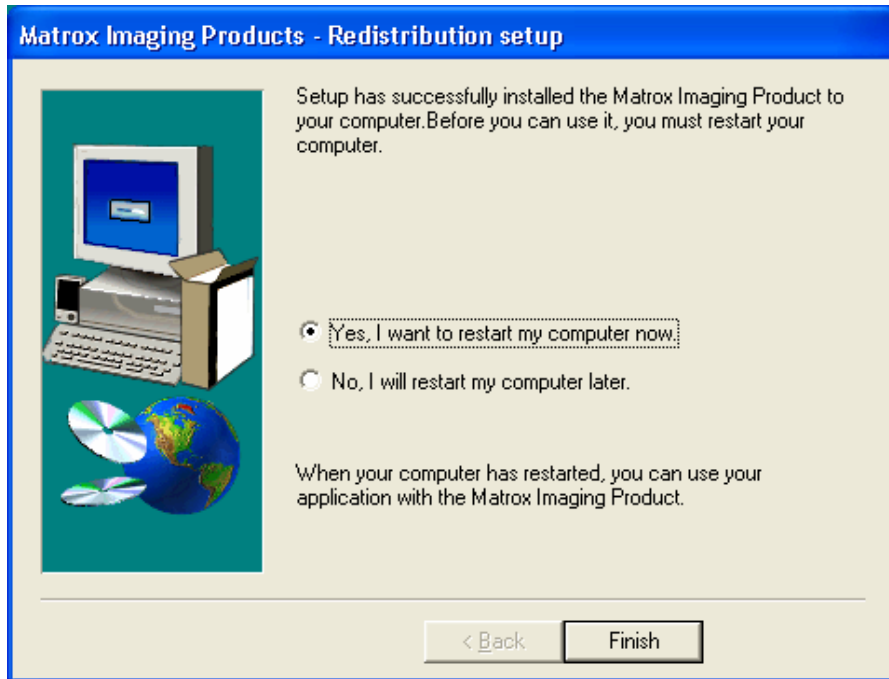 Matrox Imaging Products - Redistribution setup
Setup has successfully installed the Matrox Imaging Product to
your computer.Before you can use it, you must restart your
computer.
Yes, I want to restart my computer now.
No, I will restart my computer later.
When your computer has restarted, you can use your
application with the Matrox Imaging Product.
< Back
Finish